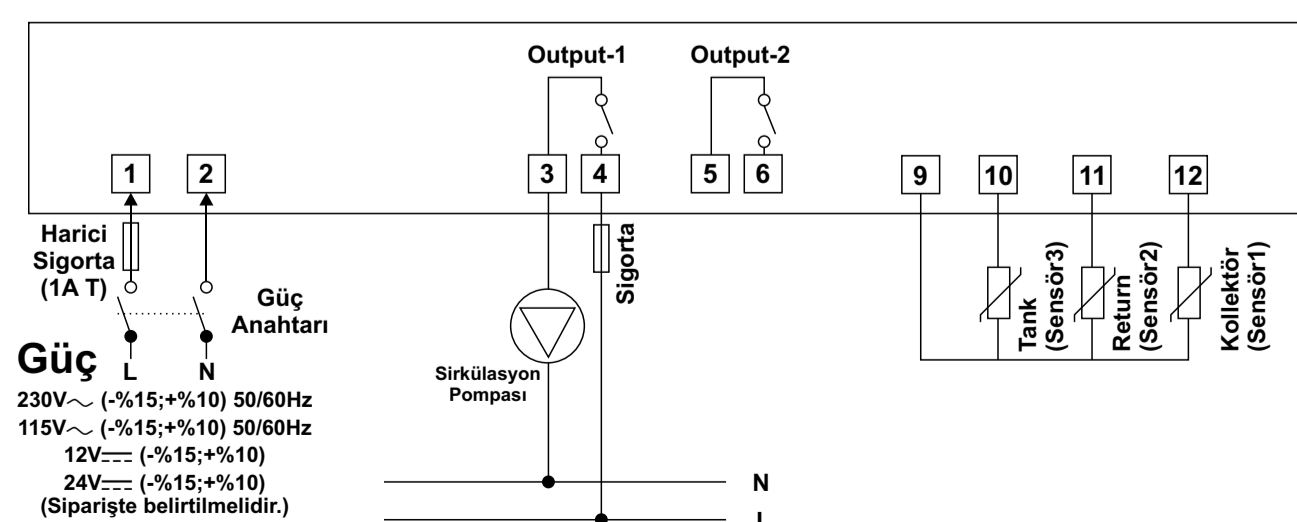 Output-1
Output-2
1
2
3
4
5
6
9
10
11
12
Harici
Sigorta
(1A T)
Güç
Anahtarı
Güç
L
N
230V (-%15;+%10) 50/60Hz
115V (-%15;+%10) 50/60Hz
12V (-%15;+%10)
24V (-%15;+%10)
(Siparişte belirtilmelidir.)
Sirkülasyon
Pompası
Sigorta
Tank
(Sensör3)
Return
(Sensör2)
Kollektör
(Sensör1)
N